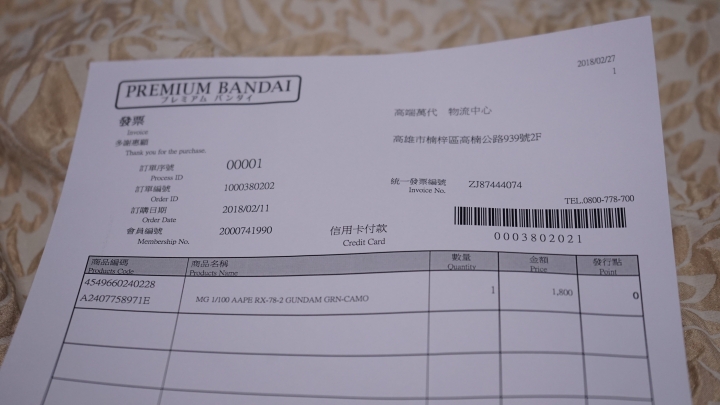 2018/02/27
1
PREMIUM BANDAI
プレミアム バンダイ
發票
Invoice
多謝惠顧
Thank you for the purchase.
高端萬代 物流中心
高雄市楠梓區高楠公路939號2F
訂單序號 00001
Process ID
訂單編號 1000380202
Order ID
訂購日期 2018/02/11
Order Date
會員編號 2000741990
Membership No.
信用卡付款
Credit Card
統一發票編號 ZJ87444074
Invoice No.
TEL.0800-778-700
0003802021
商品編碼 商品名稱 數量 金額 發行點
Products Code Products Name Quantity Price Point
4549660240228
A2407758971E MG 1/100 AAPE RX-78-2 GUNDAM GRN-CAMO 1 1,800 0